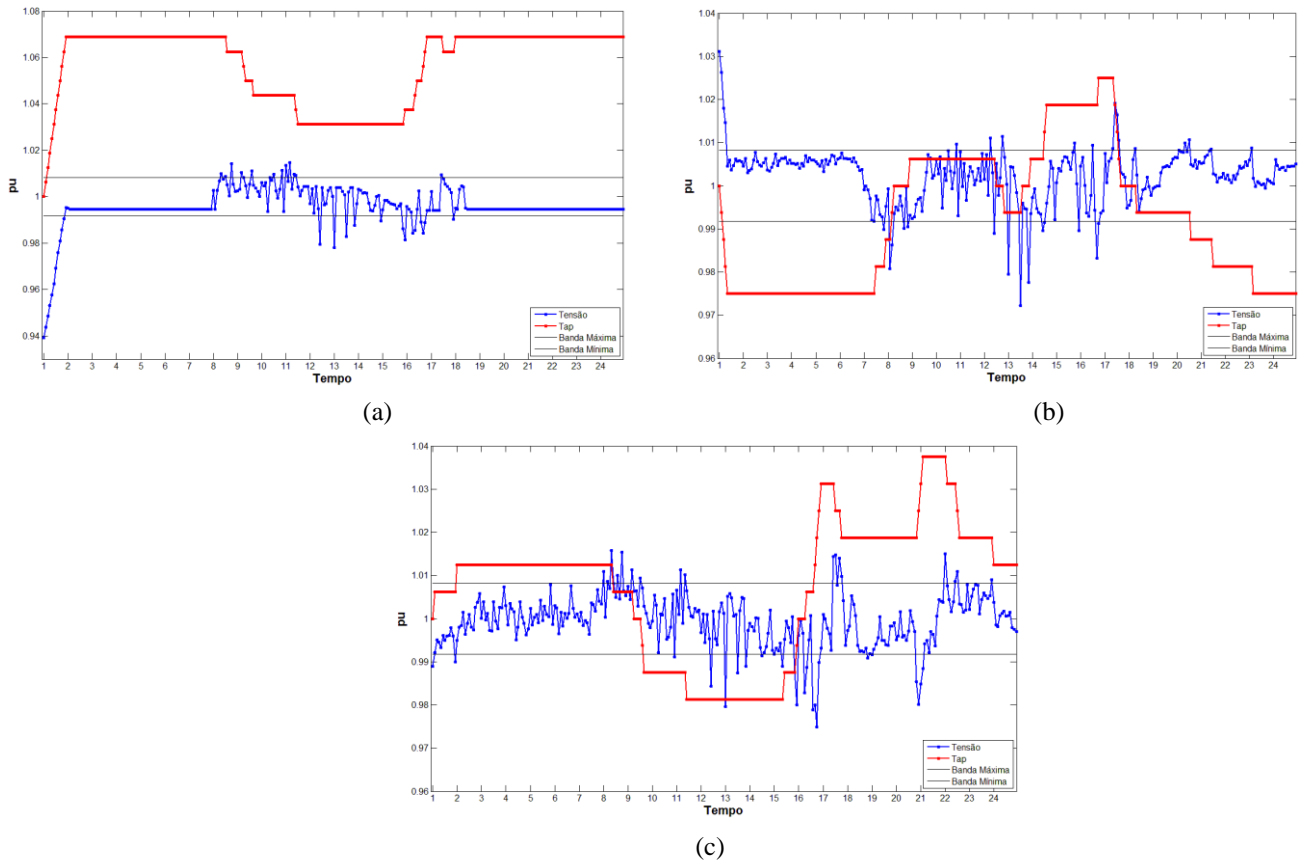 1.08
1.06
1.04
1.02
1
0.98
0.96
0.94
pu
1 2 3 4 5 6 7 8 9 10 11 12 13 14 15 16 17 18 19 20 21 22 23 24
Tempo
Tensão
Tap
Banda Máxima
Banda Mínima
(a)
1.04
1.03
1.02
1.01
1
0.99
0.98
0.97
0.96
pu
1 2 3 4 5 6 7 8 9 10 11 12 13 14 15 16 17 18 19 20 21 22 23 24
Tempo
Tensão
Tap
Banda Máxima
Banda Mínima
(b)
1.04
1.03
1.02
1.01
1
0.99
0.98
0.97
0.96
pu
1 2 3 4 5 6 7 8 9 10 11 12 13 14 15 16 17 18 19 20 21 22 23 24
Tempo
Tensão
Tap
Banda Máxima
Banda Mínima
(c)